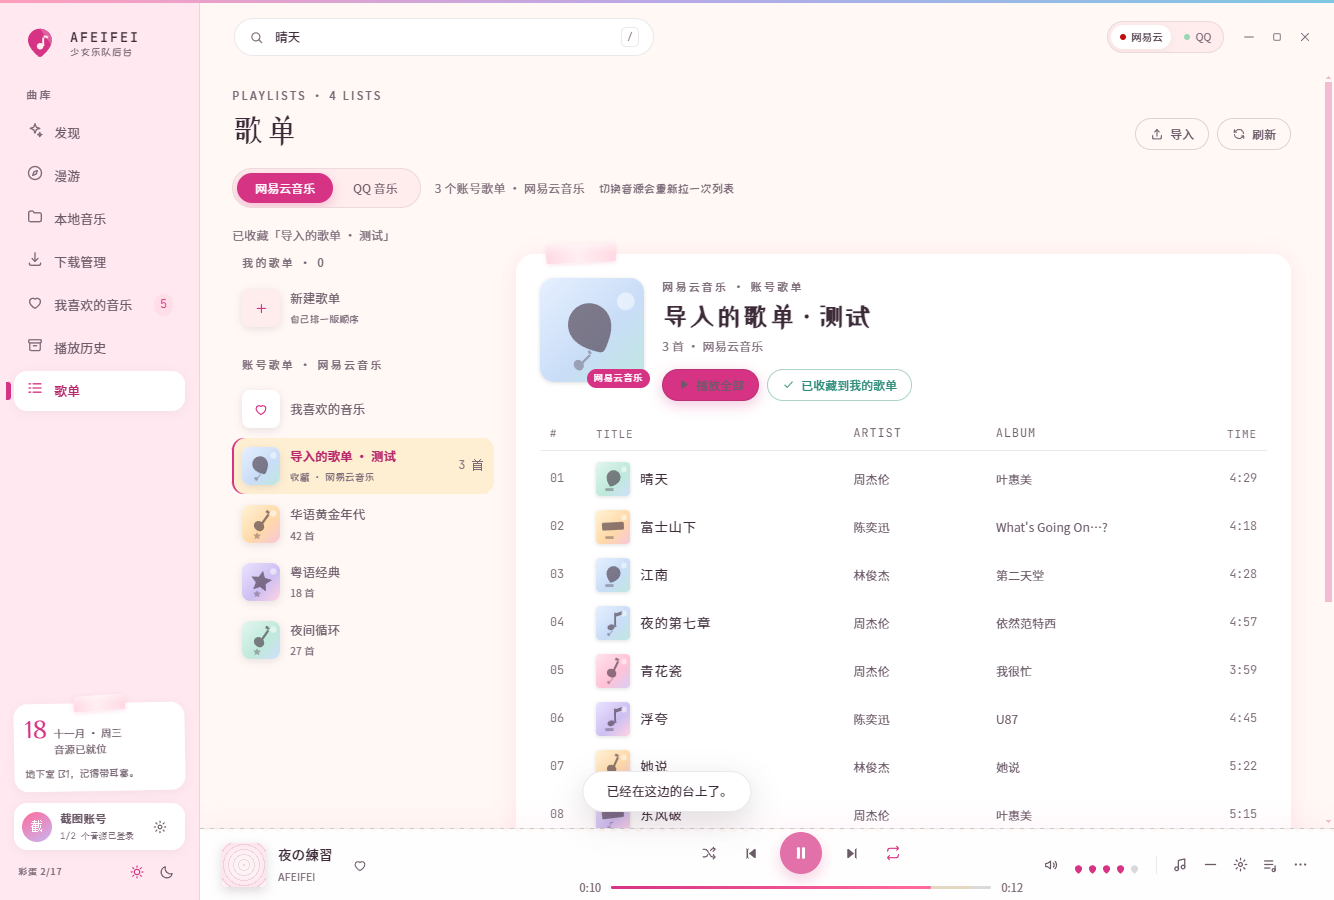 AFEIFEI
少女乐队后台
晴天
/
网易云
QQ
曲库
发现
漫游
本地音乐
下载管理
我喜欢的音乐 5
播放历史
歌单
PLAYLISTS • 4 LISTS
歌单
导入
刷新
网易云音乐
QQ 音乐
3 个账号歌单 • 网易云音乐
切换音源会重新拉一次列表
已收藏「导入的歌单 • 测试」
我的歌单 • 0
新建歌单
自己排一版顺序
账号歌单 • 网易云音乐
我喜欢的音乐
导入的歌单 • 测试
收藏 • 网易云音乐
3 首
华语黄金年代
42 首
粤语经典
18 首
夜间循环
27 首
网易云音乐
网易云音乐 • 账号歌单
导入的歌单 · 测试
3 首 • 网易云音乐
播放全部
已收藏到我的歌单
# TITLE ARTIST ALBUM TIME
01 晴天 周杰伦 叶惠美 4:29
02 富士山下 陈奕迅 What's Going On…? 4:18
03 江南 林俊杰 第二天堂 4:28
04 夜的第七章 周杰伦 依然范特西 4:57
05 青花瓷 周杰伦 我很忙 3:59
06 浮夸 陈奕迅 U87 4:45
07 她说 林俊杰 她说 5:22
08 东风破 周杰伦 叶惠美 5:15
已经在这边的台上了。
18
十一月 • 周三
音源已就位
地下室 B1，记得带耳塞。
截
截图账号
1/2 个音源已登录
彩蛋 2/17
夜の練習
AFEIFEI
0:10
0:12